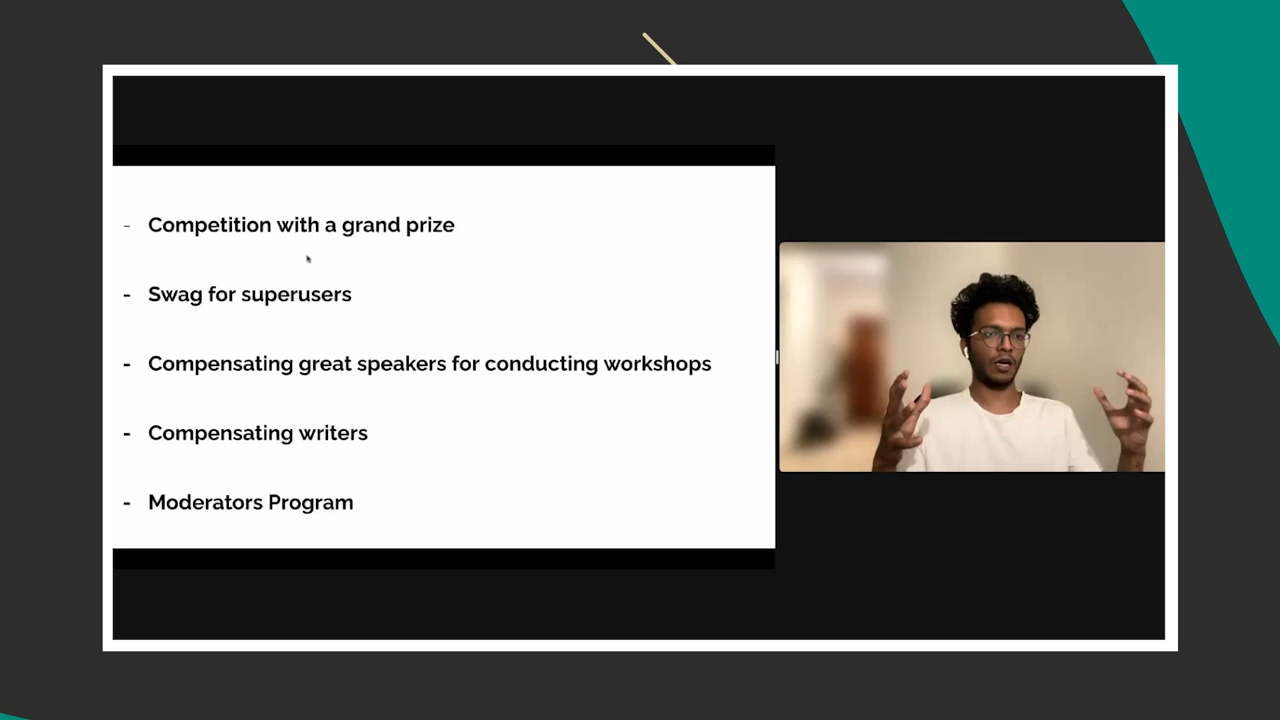 - Competition with a grand prize
- Swag for superusers
- Compensating great speakers for conducting workshops
- Compensating writers
- Moderators Program